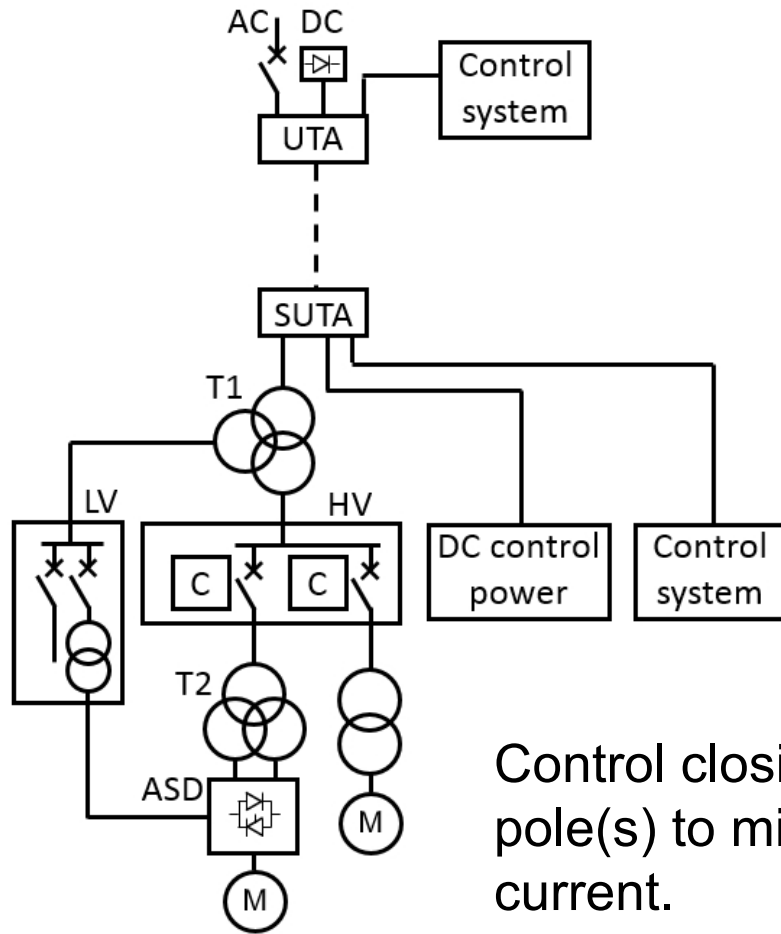 AC DC
Control
system
UTA
SUTA
T1
LV
HV
C
C
DC control
power
Control
system
T2
ASD
M
M
Control closi
pole(s) to mi
current.